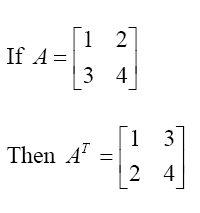 If A = [1 2
3 4]
Then A^T = [1 3
2 4]